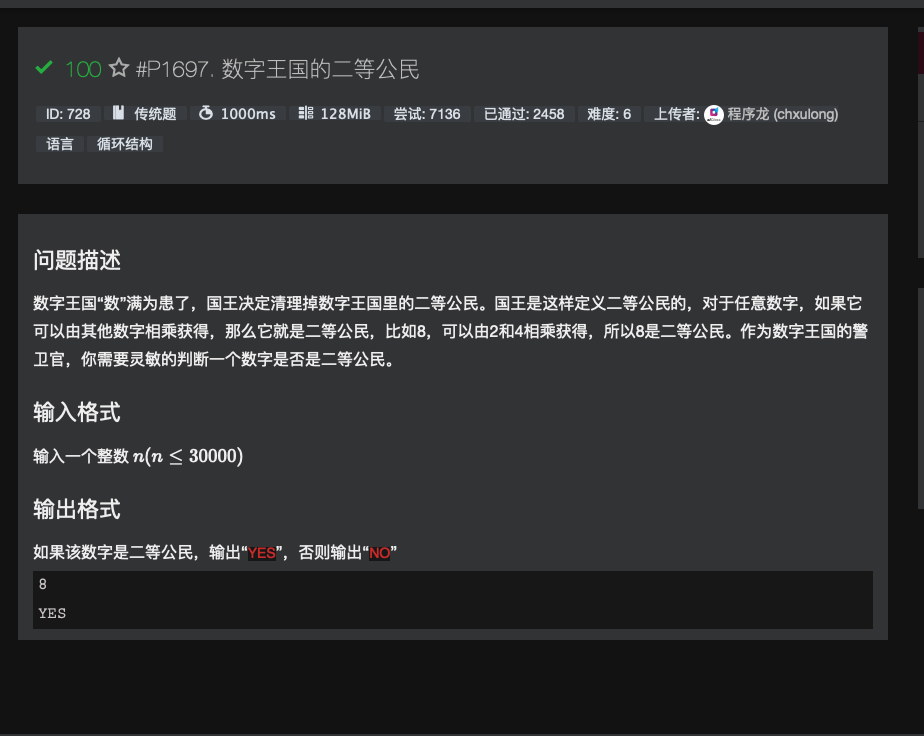 100 #P1697. 数字王国的二等公民
ID: 728 传统题 1000ms 128MiB 尝试: 7136 已通过: 2458 难度: 6 上传者: 程序龙 (chxulong)
语言 循环结构
问题描述
数字王国“数”满为患了，国王决定清理掉数字王国里的二等公民。国王是这样定义二等公民的，对于任意数字，如果它
可以由其他数字相乘获得，那么它就是二等公民，比如8，可以由2和4相乘获得，所以8是二等公民。作为数字王国的警
卫官，你需要灵敏的判断一个数字是否是二等公民。
输入格式
输入一个整数 n(n ≤ 30000)
输出格式
如果该数字是二等公民，输出“YES”，否则输出“NO”
8
YES